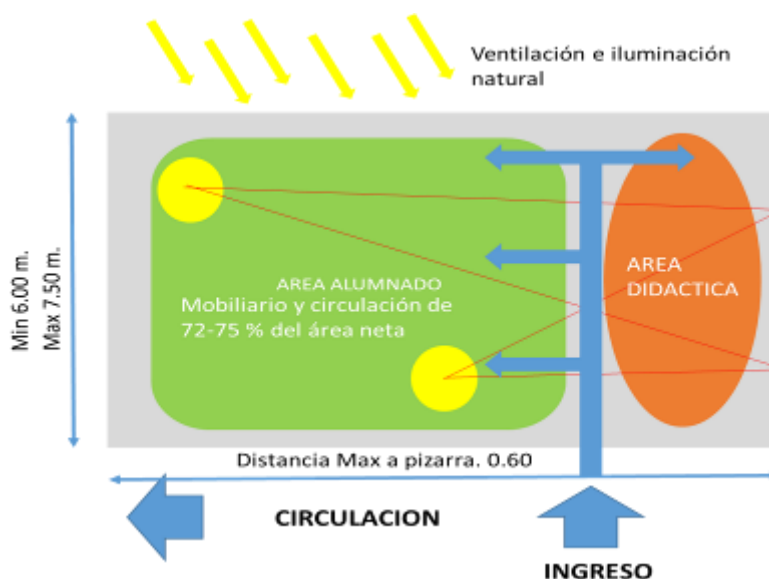 Ventilación e iluminación
natural
Min 6.00 m.
Max 7.50 m.
AREA ALUMNADO
Mobiliario y circulación de
72-75 % del área neta
AREA
DIDACTICA
Distancia Max a pizarra. 0.60
CIRCULACION
INGRESO